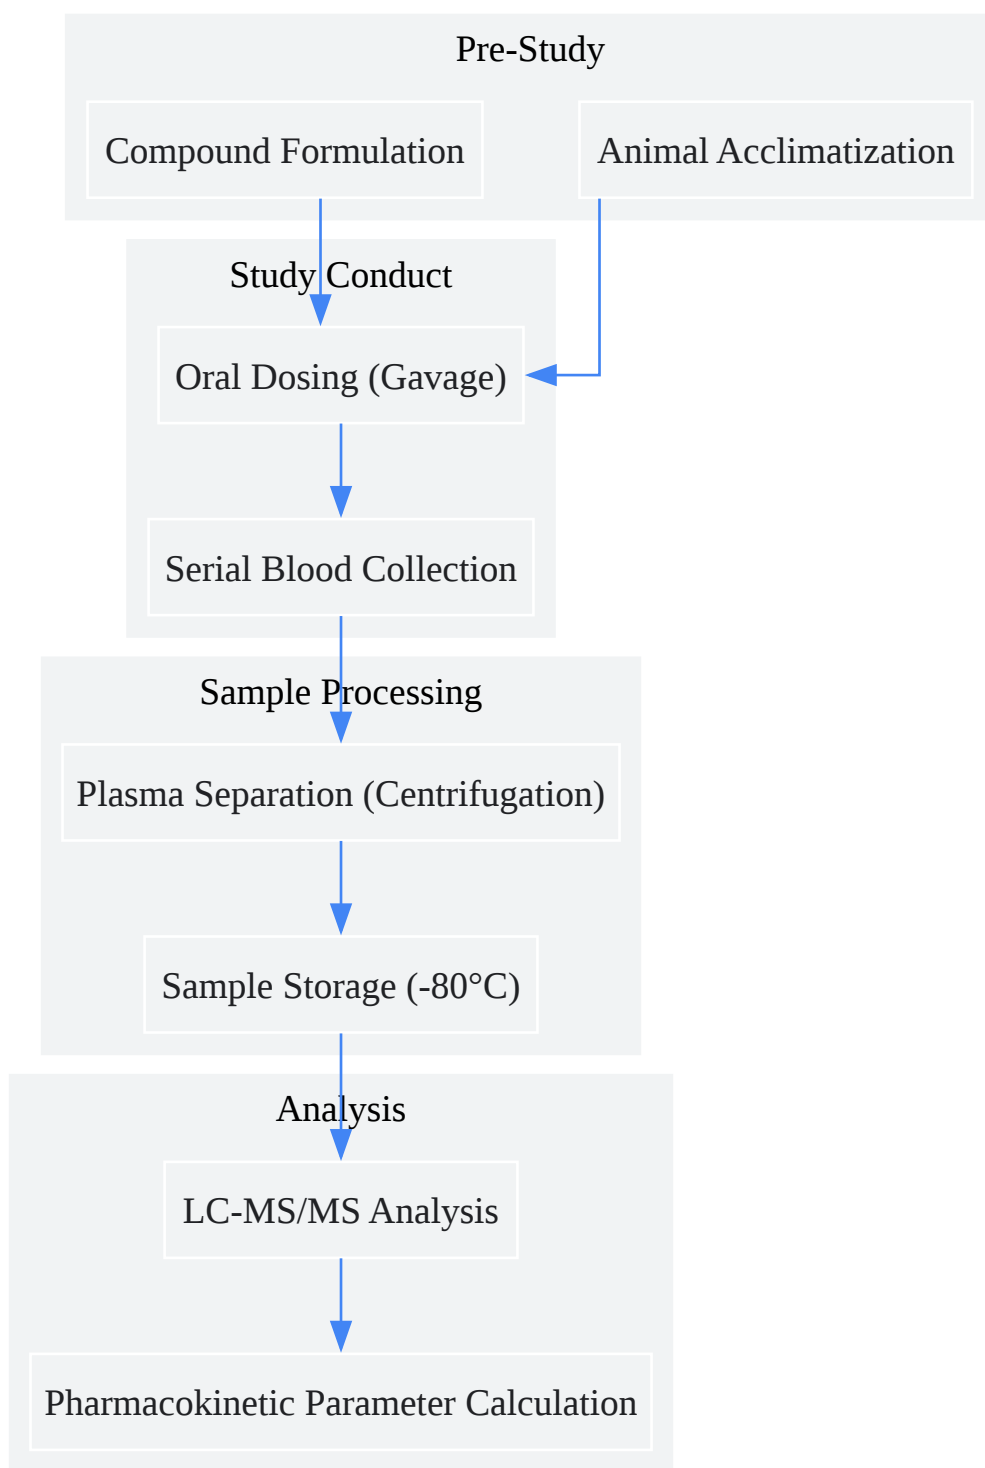 Pre-Study
Compound Formulation
Animal Acclimatization
Study Conduct
Oral Dosing (Gavage)
Serial Blood Collection
Sample Processing
Plasma Separation (Centrifugation)
Sample Storage (-80°C)
Analysis
LC-MS/MS Analysis
Pharmacokinetic Parameter Calculation